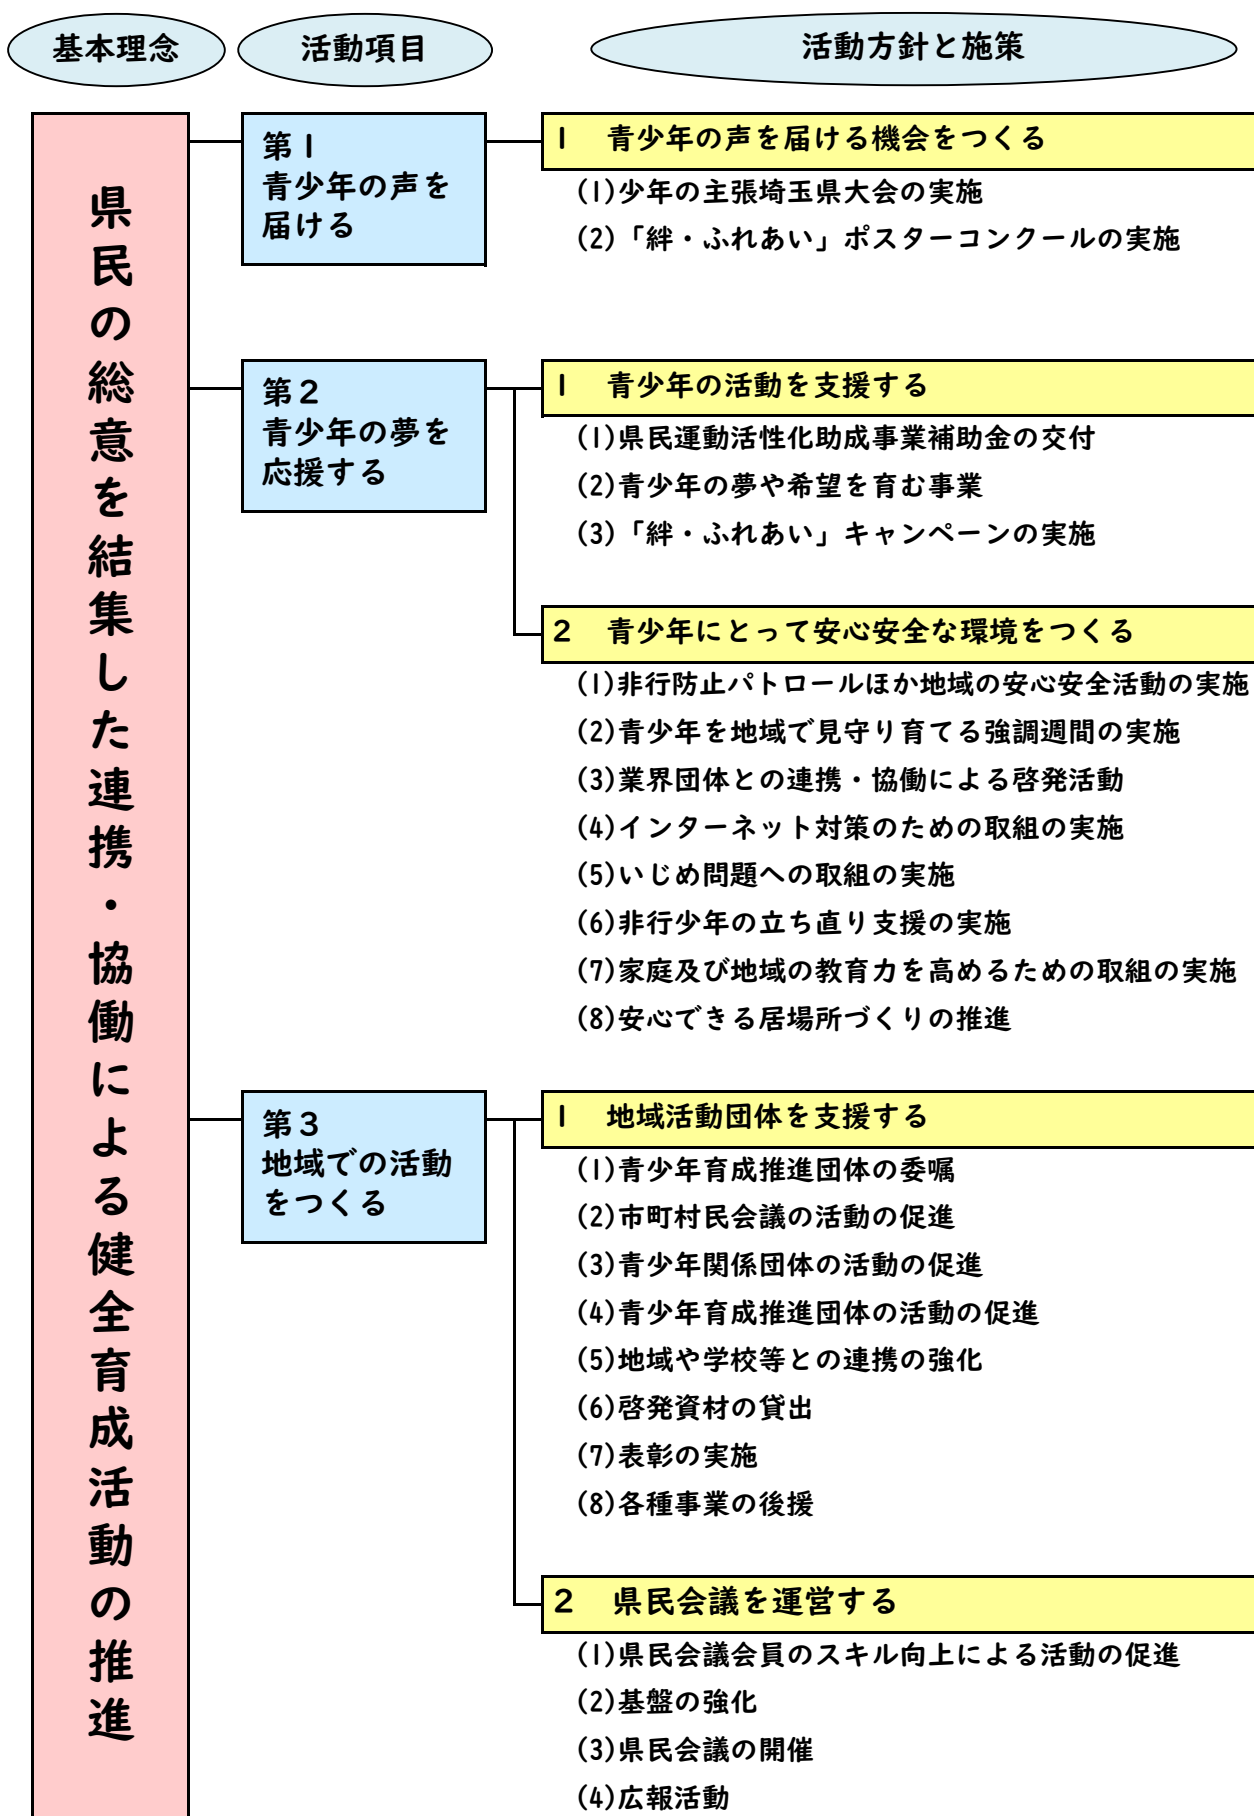 基本理念
活動項目
活動方針と施策
県民の総意を結集した連携・協働による健全育成活動の推進
第1
青少年の声を
届ける
1 青少年の声を届ける機会をつくる
(1)少年の主張埼玉県大会の実施
(2)「絆・ふれあい」ポスターコンクールの実施
第2
青少年の夢を
応援する
1 青少年の活動を支援する
(1)県民運動活性化助成事業補助金の交付
(2)青少年の夢や希望を育む事業
(3)「絆・ふれあい」キャンペーンの実施
2 青少年にとって安心安全な環境をつくる
(1)非行防止パトロールほか地域の安心安全活動の実施
(2)青少年を地域で見守り育てる強調週間の実施
(3)業界団体との連携・協働による啓発活動
(4)インターネット対策のための取組の実施
(5)いじめ問題への取組の実施
(6)非行少年の立ち直り支援の実施
(7)家庭及び地域の教育力を高めるための取組の実施
(8)安心できる居場所づくりの推進
第3
地域での活動
をつくる
1 地域活動団体を支援する
(1)青少年育成推進団体の委嘱
(2)市町村民会議の活動の促進
(3)青少年関係団体の活動の促進
(4)青少年育成推進団体の活動の促進
(5)地域や学校等との連携の強化
(6)啓発資材の貸出
(7)表彰の実施
(8)各種事業の後援
2 県民会議を運営する
(1)県民会議会員のスキル向上による活動の促進
(2)基盤の強化
(3)県民会議の開催
(4)広報活動